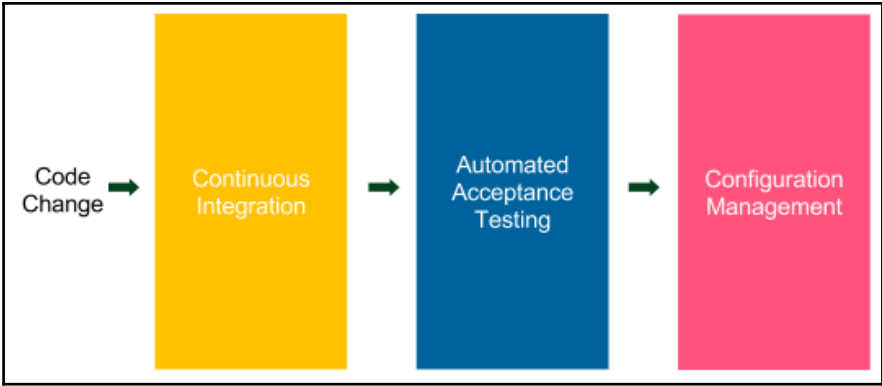 Code
Change
Continuous
Integration
Automated
Acceptance
Testing
Configuration
Management